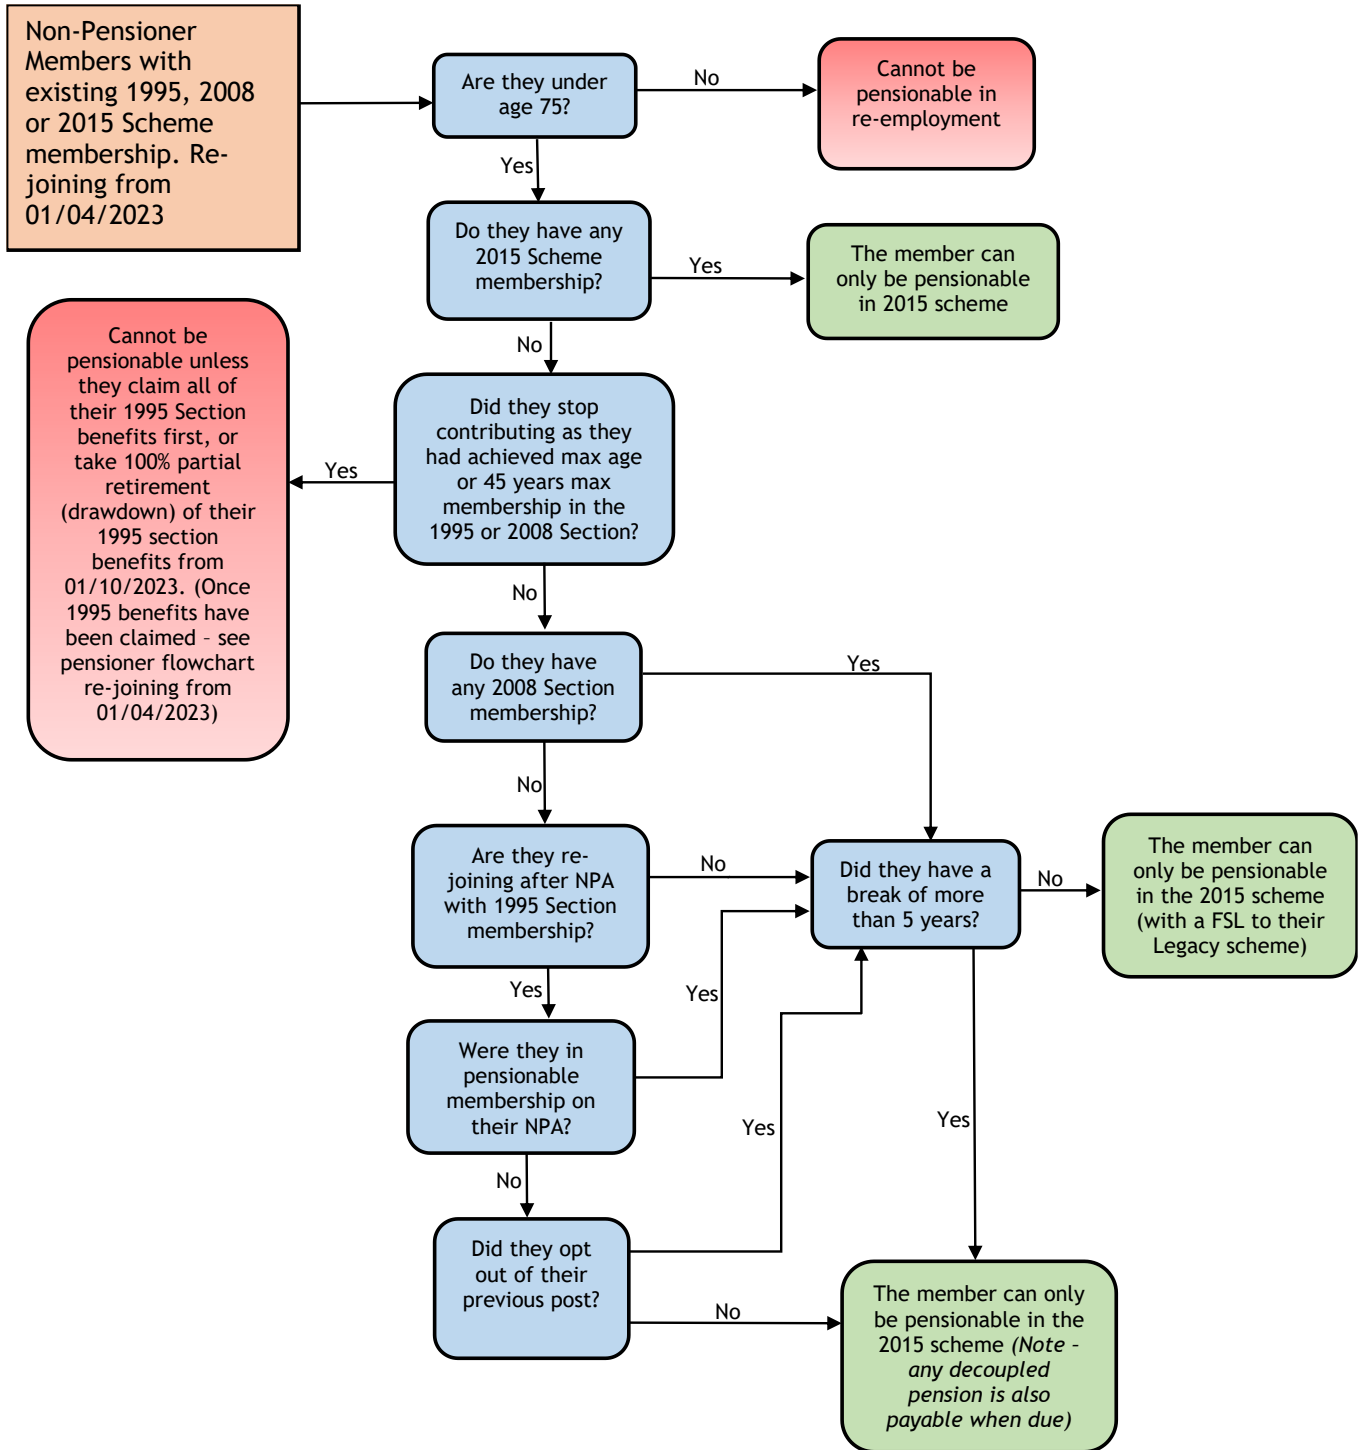 Non-Pensioner
Members with
existing 1995, 2008
or 2015 Scheme
membership. Re-
joining from
01/04/2023
Are they under
age 75?
No
Cannot be
pensionable in
re-employment
Yes
Do they have any
2015 Scheme
membership?
Yes
The member can
only be pensionable
in 2015 scheme
No
Did they stop
contributing as they
had achieved max age
or 45 years max
membership in the
1995 or 2008 Section?
Yes
Cannot be
pensionable unless
they claim all of
their 1995 Section
benefits first, or
take 100% partial
retirement
(drawdown) of their
1995 section
benefits from
01/10/2023. (Once
1995 benefits have
been claimed – see
pensioner flowchart
re-joining from
01/04/2023)
No
Do they have
any 2008 Section
membership?
Yes
No
Are they re-
joining after NPA
with 1995 Section
membership?
No
Did they have a
break of more
than 5 years?
No
The member can
only be pensionable
in the 2015 scheme
(with a FSL to their
Legacy scheme)
Yes
Yes
Were they in
pensionable
membership on
their NPA?
Yes
Yes
No
Did they opt
out of their
previous post?
No
The member can only
be pensionable in the
2015 scheme (Note –
any decoupled
pension is also
payable when due)